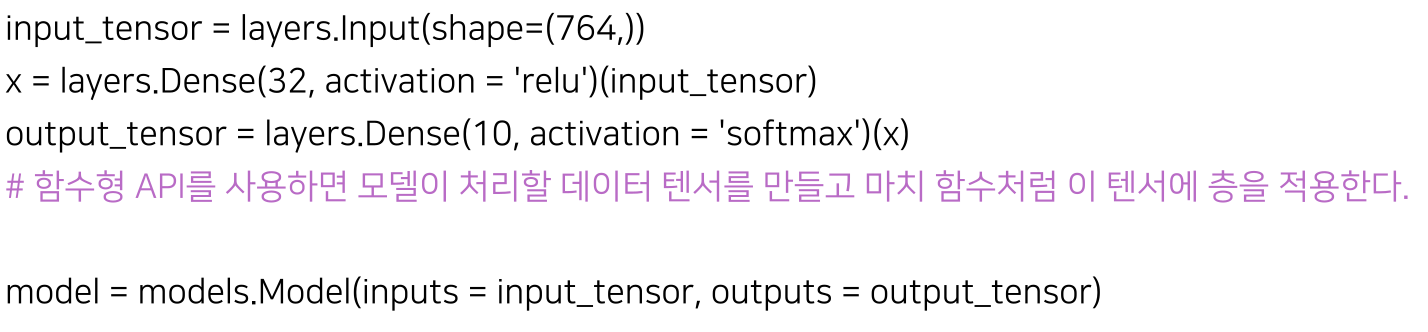 input_tensor = layers.Input(shape=(764,))
x = layers.Dense(32, activation = 'relu')(input_tensor)
output_tensor = layers.Dense(10, activation = 'softmax')(x)
# 함수형 API를 사용하면 모델이 처리할 데이터 텐서를 만들고 마치 함수처럼 이 텐서에 층을 적용한다.
model = models.Model(inputs = input_tensor, outputs = output_tensor)